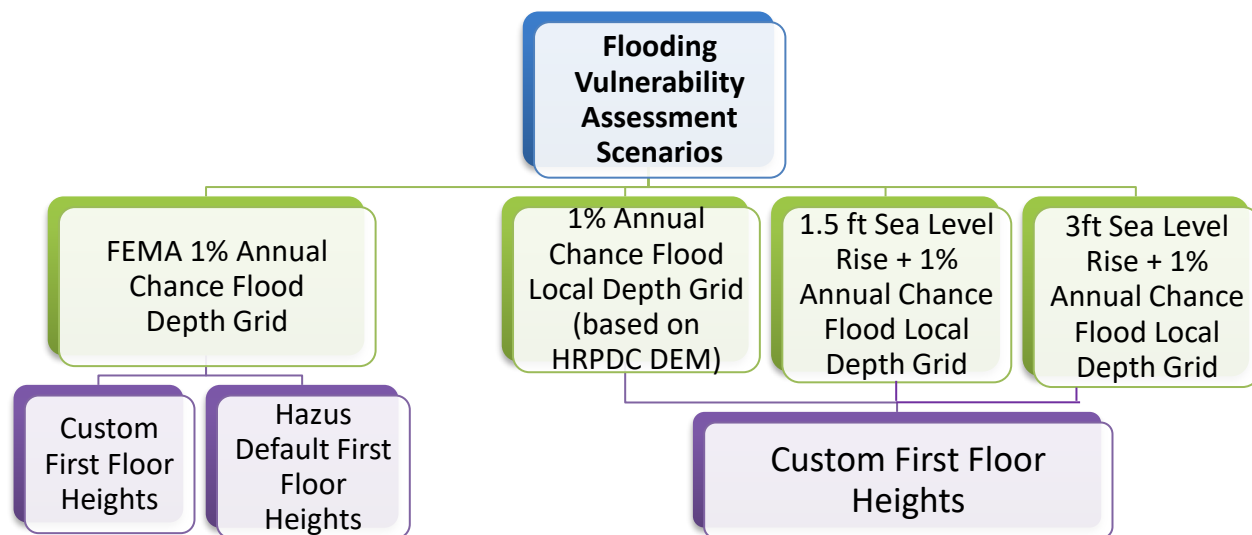 Flooding
Vulnerability
Assessment
Scenarios
FEMA 1% Annual
Chance Flood
Depth Grid
1% Annual
Chance Flood
Local Depth Grid
(based on
HRPDC DEM)
1.5 ft Sea Level
Rise + 1%
Annual Chance
Flood Local
Depth Grid
3ft Sea Level
Rise + 1%
Annual Chance
Flood Local
Depth Grid
Custom
First Floor
Heights
Hazus
Default First
Floor
Heights
Custom First Floor
Heights